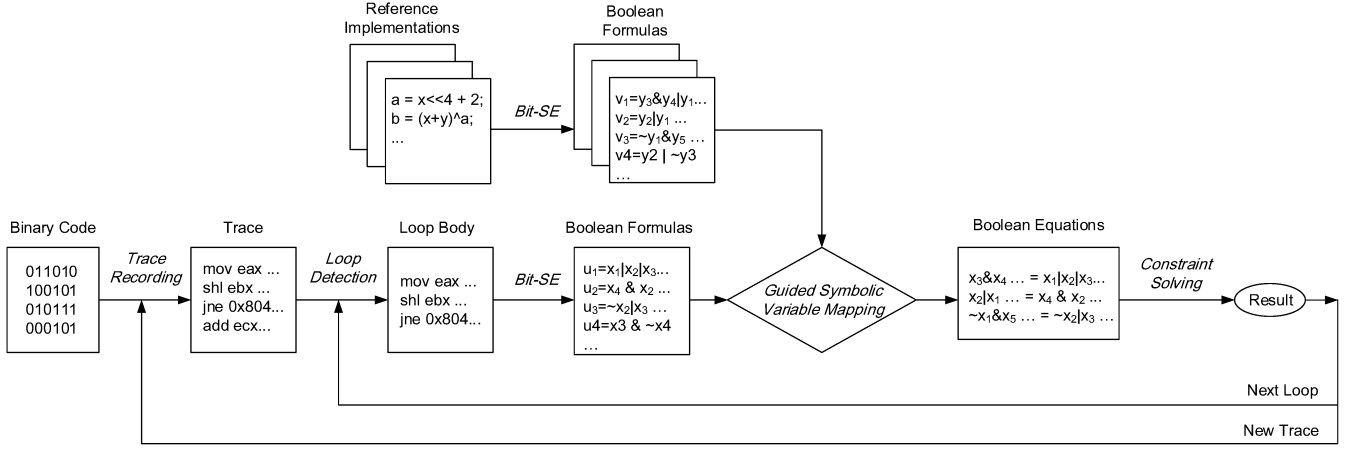 Reference
Implementations
a = x<<4 + 2;
b = (x+y)^a;
...
Bit-SE
Boolean
Formulas
v₁=y₃&y₄|y₁...
v₂=y₂|y₁ ...
v₃=~y₁&y₅ ...
v4=y2 | ~y3
...
Binary Code
011010
100101
010111
000101
Trace
Recording
Trace
mov eax ...
shl ebx ...
jne 0x804...
add ecx...
Loop
Detection
Loop Body
mov eax ...
shl ebx ...
jne 0x804...
Bit-SE
Boolean Formulas
u₁=x₁|x₂|x₃...
u₂=x₄ & x₂ ...
u₃=~x₂|x₃ ...
u4=x3 & ~x4
...
Guided Symbolic
Variable Mapping
Boolean Equations
x₃&x₄ ... = x₁|x₂|x₃...
x₂|x₁ ... = x₄ & x₂ ...
~x₁&x₅ ... = ~x₂|x₃ ...
Constraint
Solving
Result
Next Loop
New Trace